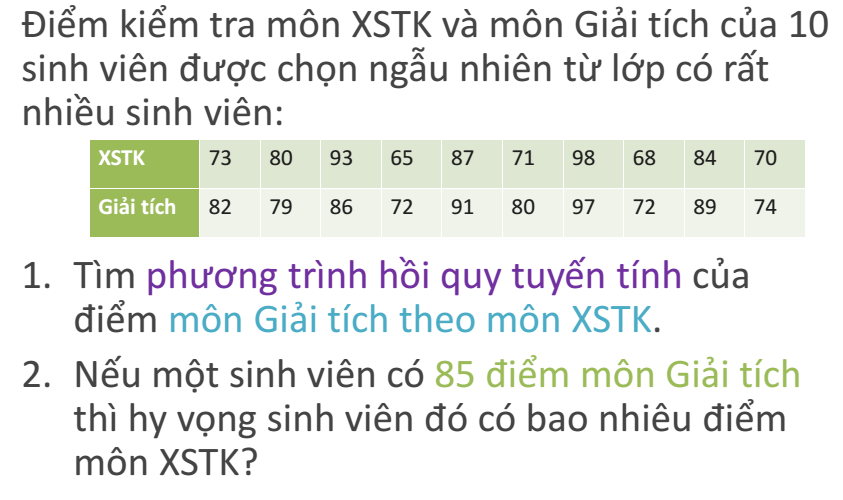 Điểm kiểm tra môn XSTK và môn Giải tích của 10
sinh viên được chọn ngẫu nhiên từ lớp có rất
nhiều sinh viên:
XSTK 73 80 93 65 87 71 98 68 84 70
Giải tích 82 79 86 72 91 80 97 72 89 74
1. Tìm phương trình hồi quy tuyến tính của
điểm môn Giải tích theo môn XSTK.
2. Nếu một sinh viên có 85 điểm môn Giải tích
thì hy vọng sinh viên đó có bao nhiêu điểm
môn XSTK?